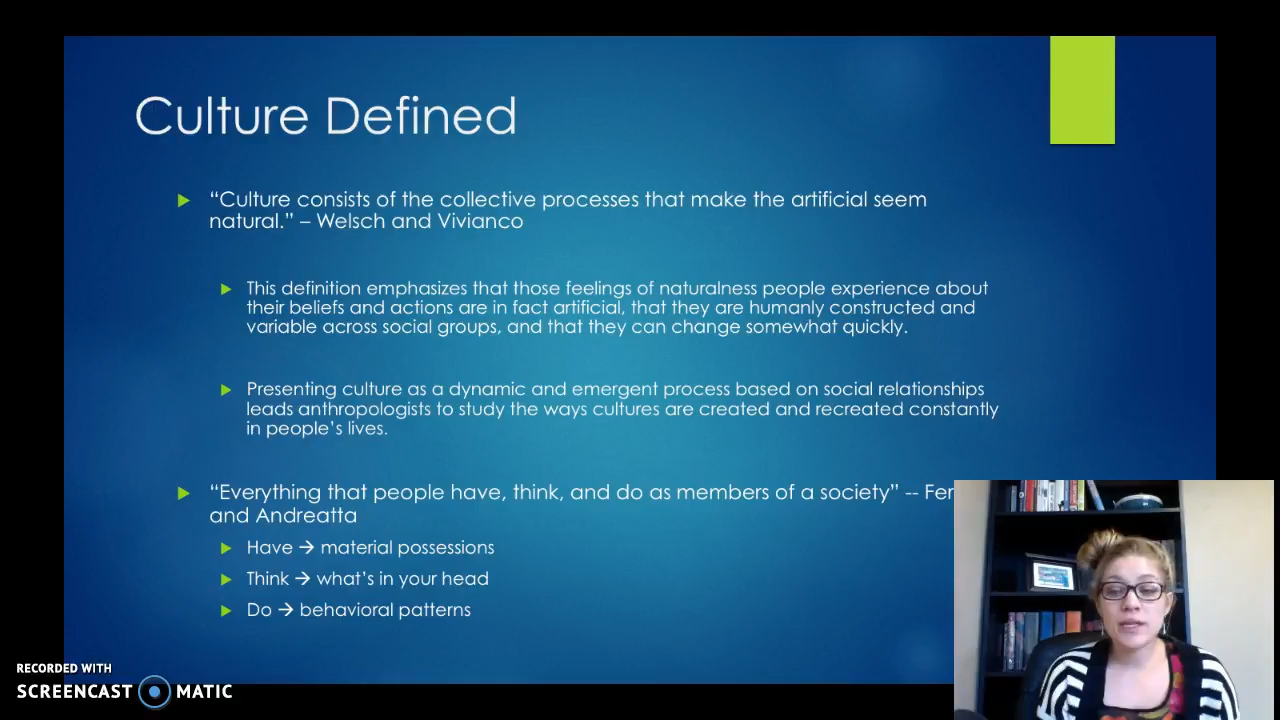 Culture Defined
“Culture consists of the collective processes that make the artificial seem
natural.” – Welsch and Vivianco
This definition emphasizes that those feelings of naturalness people experience about
their beliefs and actions are in fact artificial, that they are humanly constructed and
variable across social groups, and that they can change somewhat quickly.
Presenting culture as a dynamic and emergent process based on social relationships
leads anthropologists to study the ways cultures are created and recreated constantly
in people’s lives.
“Everything that people have, think, and do as members of a society” -- Fer
and Andreatta
Have → material possessions
Think → what’s in your head
Do → behavioral patterns
RECORDED WITH
SCREENCAST MATIC